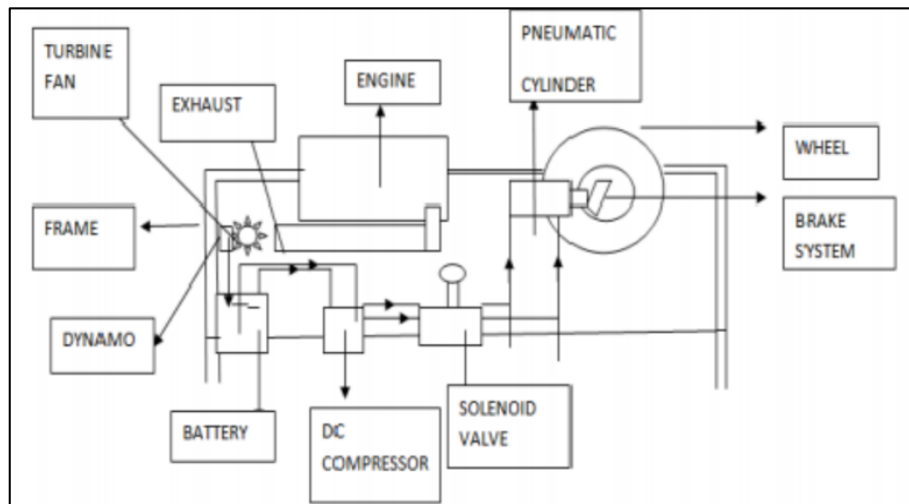 TURBINE
FAN
EXHAUST
ENGINE
PNEUMATIC
CYLINDER
WHEEL
FRAME
BRAKE
SYSTEM
DYNAMO
BATTERY
DC
COMPRESSOR
SOLENOID
VALVE